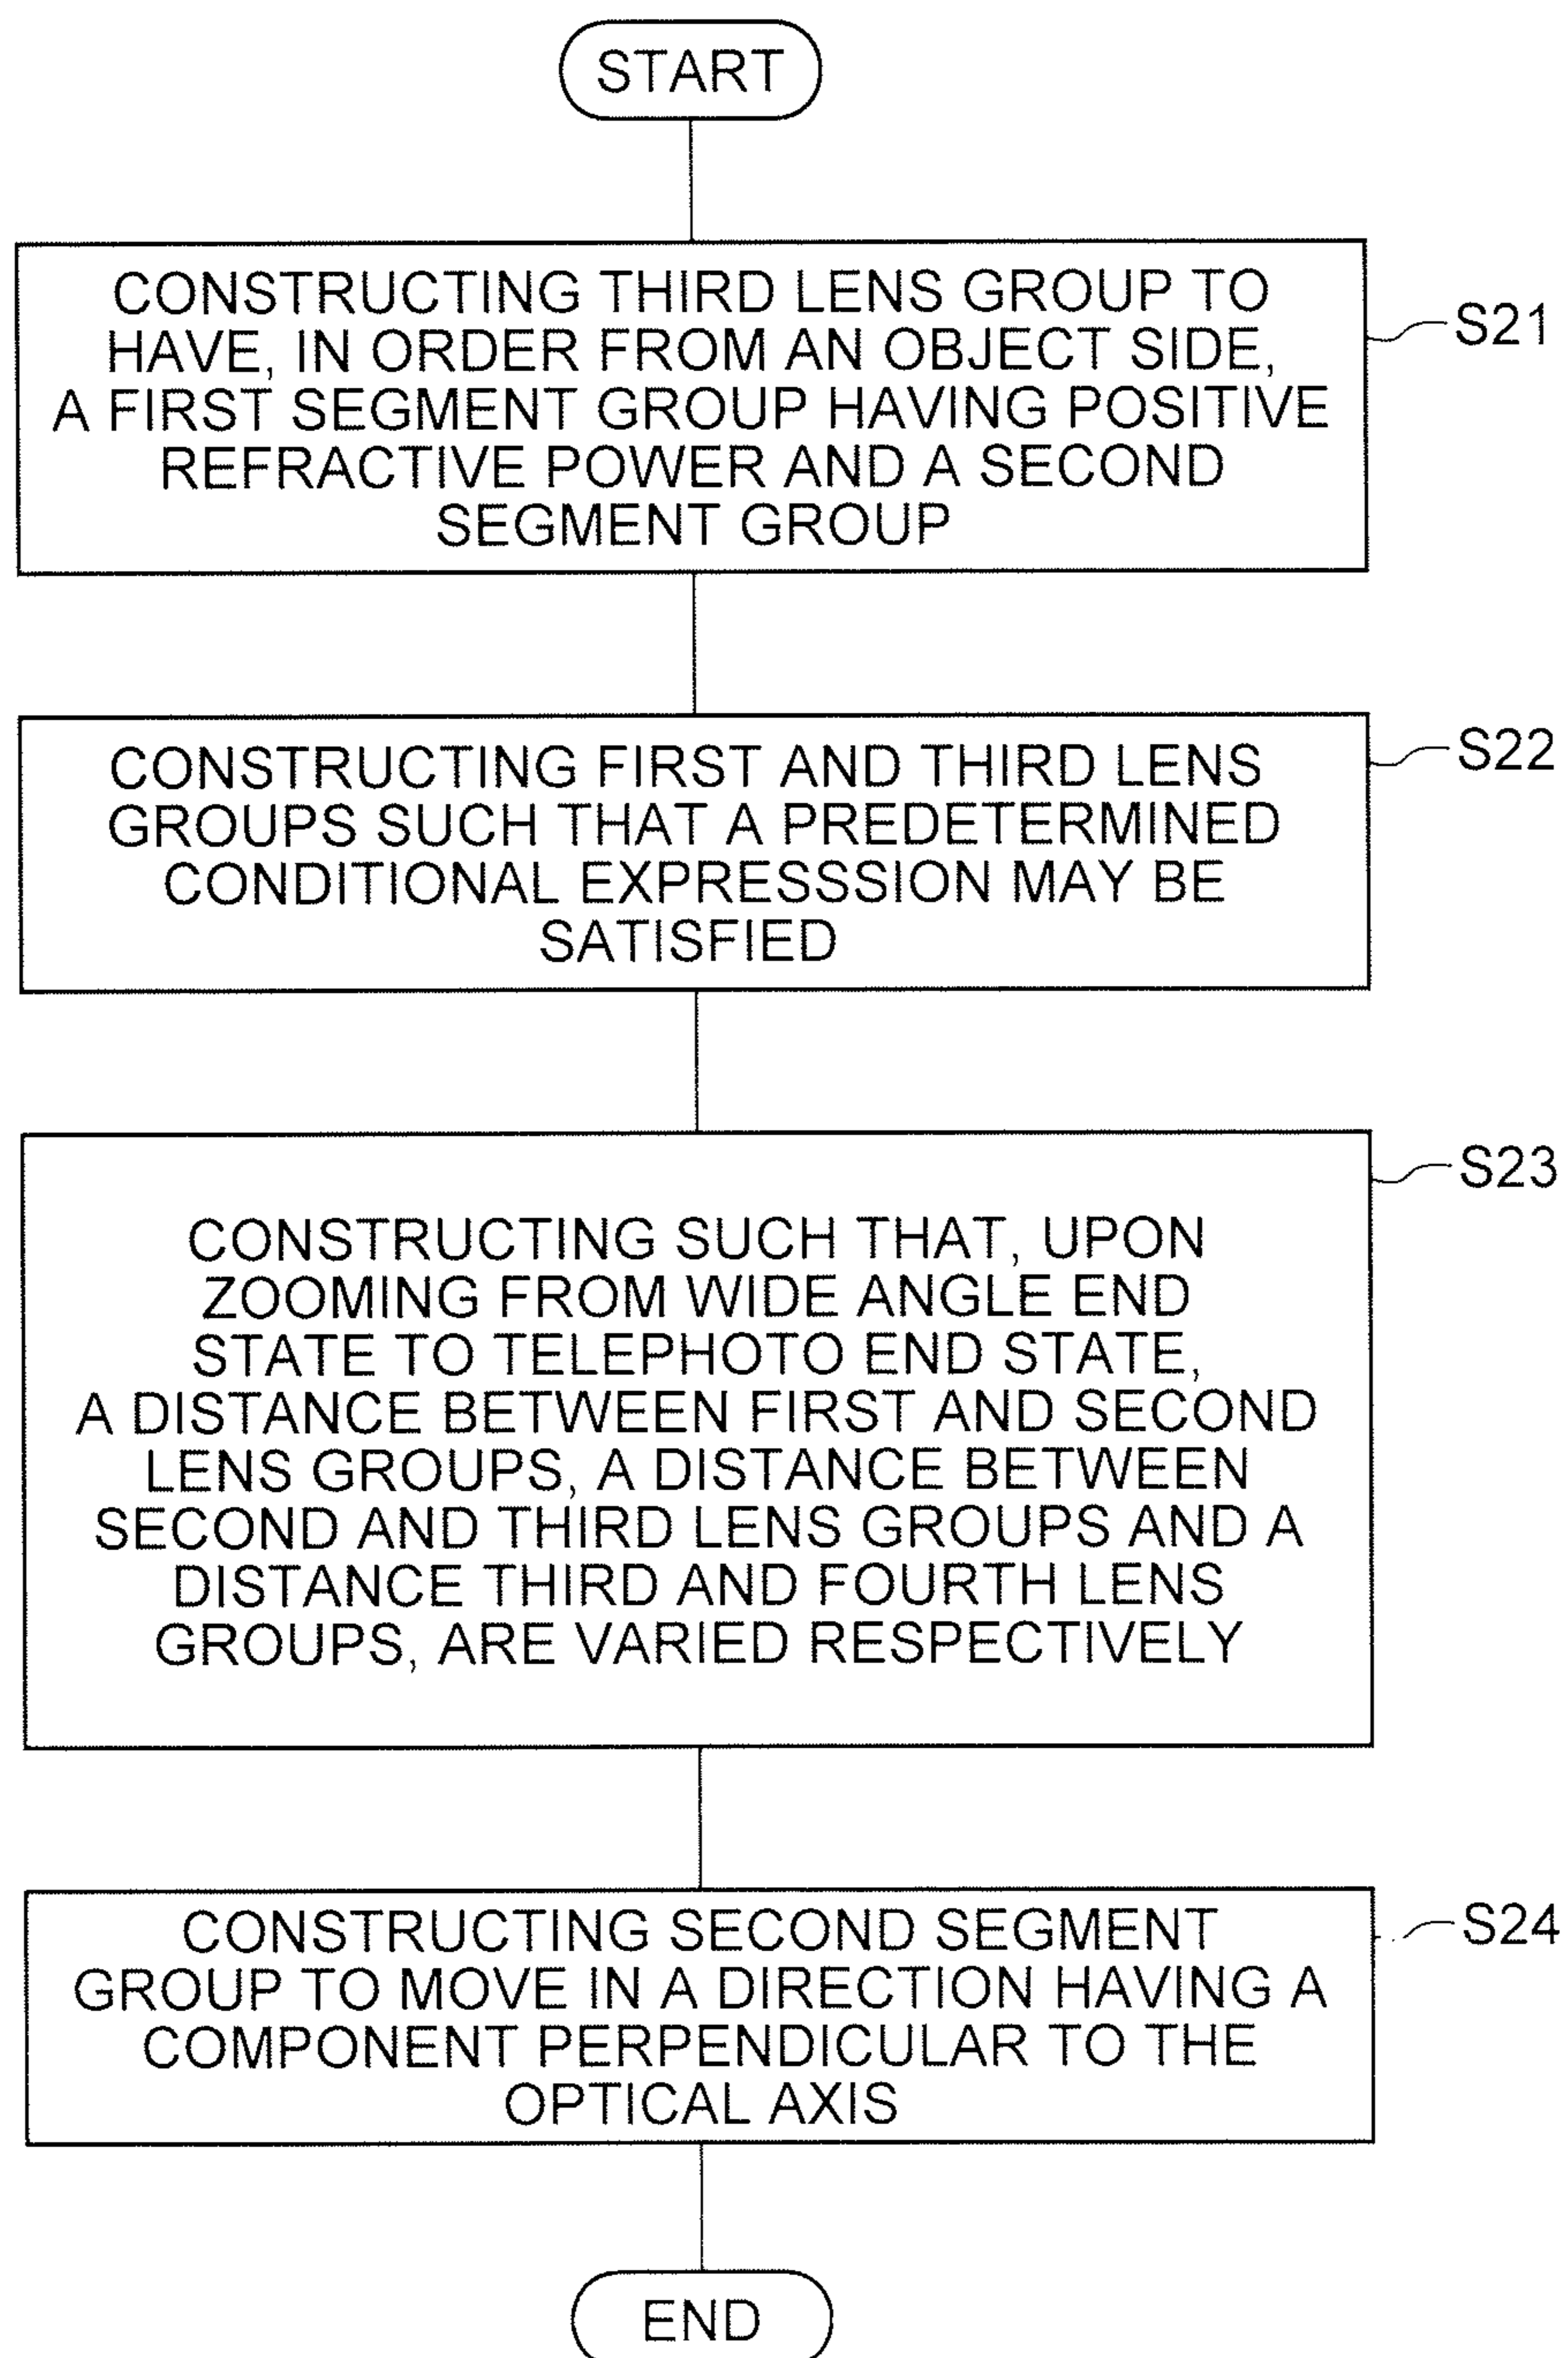 START
CONSTRUCTING THIRD LENS GROUP TO
HAVE, IN ORDER FROM AN OBJECT SIDE,
A FIRST SEGMENT GROUP HAVING POSITIVE
REFRACTIVE POWER AND A SECOND
SEGMENT GROUP
S21
CONSTRUCTING FIRST AND THIRD LENS
GROUPS SUCH THAT A PREDETERMINED
CONDITIONAL EXPRESSSION MAY BE
SATISFIED
S22
CONSTRUCTING SUCH THAT, UPON
ZOOMING FROM WIDE ANGLE END
STATE TO TELEPHOTO END STATE,
A DISTANCE BETWEEN FIRST AND SECOND
LENS GROUPS, A DISTANCE BETWEEN
SECOND AND THIRD LENS GROUPS AND A
DISTANCE THIRD AND FOURTH LENS
GROUPS, ARE VARIED RESPECTIVELY
S23
CONSTRUCTING SECOND SEGMENT
GROUP TO MOVE IN A DIRECTION HAVING A
COMPONENT PERPENDICULAR TO THE
OPTICAL AXIS
S24
END